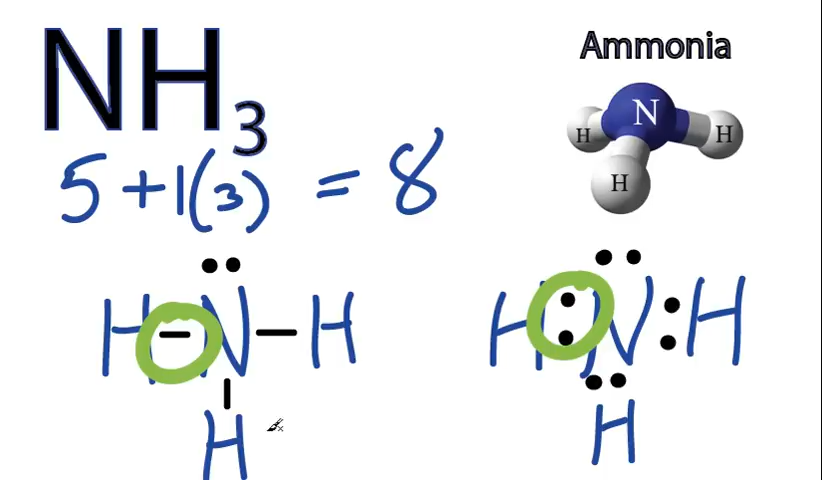 NH3
Ammonia
N
H
H
H
5 + 1(3) = 8
H - N - H
H
H : N : H
H